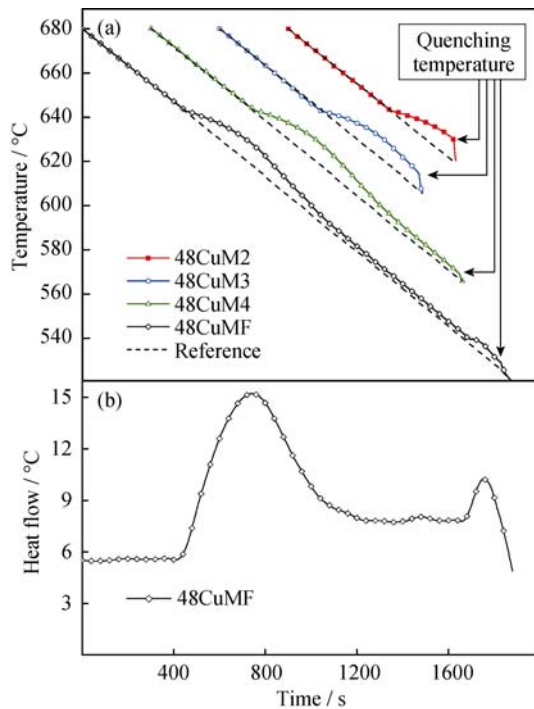 (a)
Quenching
temperature
Temperature / °C
680
640
620
600
580
560
540
48CuM2
48CuM3
48CuM4
48CuMF
Reference
(b)
Heat flow / °C
15
12
9
6
3
48CuMF
400 800 1200 1600
Time / s